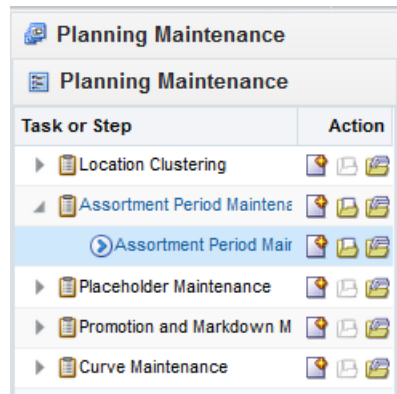 Planning Maintenance
Planning Maintenance
Task or Step Action
Location Clustering
Assortment Period Maintena
Assortment Period Mair
Placeholder Maintenance
Promotion and Markdown M
Curve Maintenance